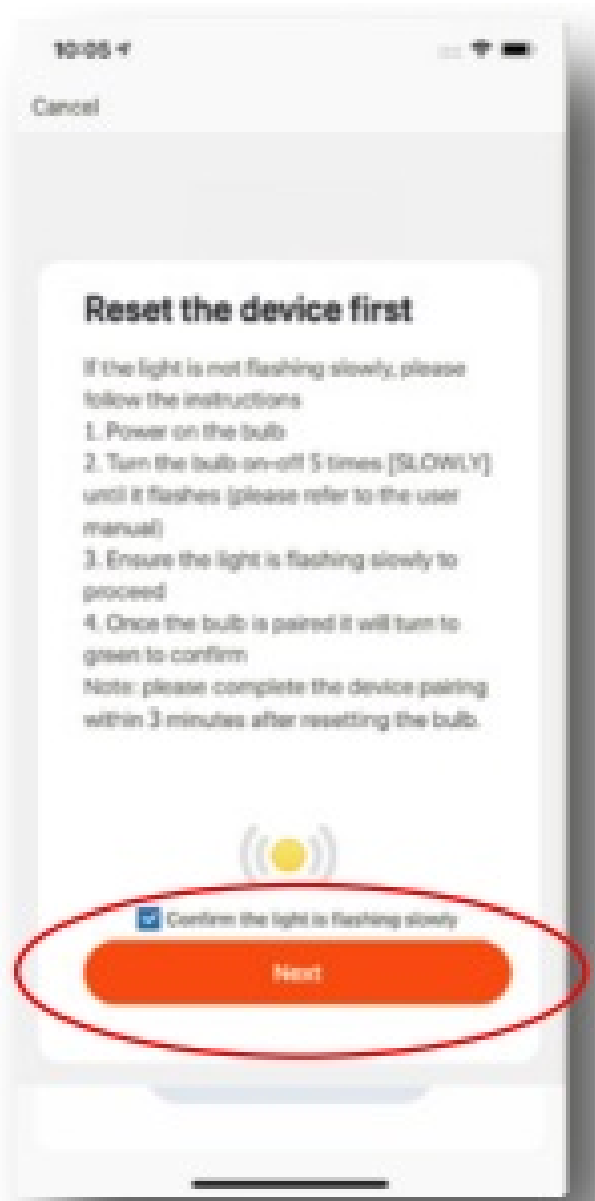 10:05
Cancel
Reset the device first
If the light is not flashing slowly, please
follow the instructions
1. Power on the bulb
2. Turn the bulb on-off 5 times [SLOWLY]
until it flashes (please refer to the user
manual)
3. Ensure the light is flashing slowly to
proceed
4. Once the bulb is paired it will turn to
green to confirm
Note: please complete the device pairing
within 3 minutes after resetting the bulb.
Confirm the light is flashing slowly
Next